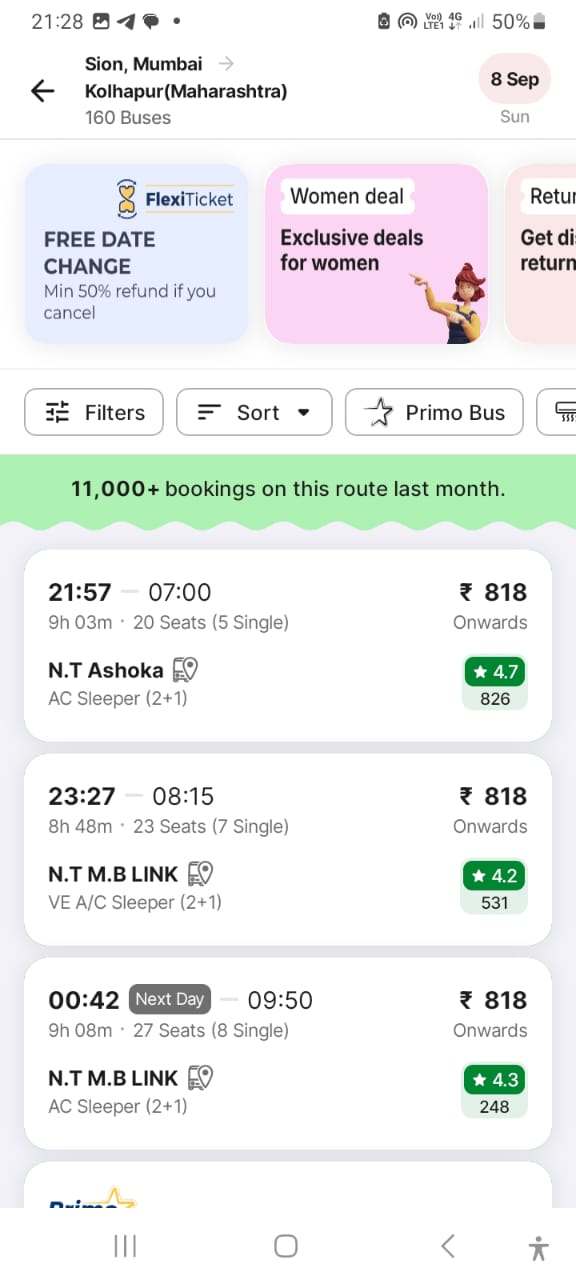 21:28
Vo) 4G
LTE1
50%
Sion, Mumbai
Kolhapur(Maharashtra)
160 Buses
8 Sep
Sun
FlexiTicket
FREE DATE
CHANGE
Min 50% refund if you
cancel
Women deal
Exclusive deals
for women
Retur
Get di
return
Filters
Sort
Primo Bus
11,000+ bookings on this route last month.
21:57 — 07:00
₹ 818
9h 03m · 20 Seats (5 Single)
Onwards
N.T Ashoka
★ 4.7
AC Sleeper (2+1)
826
23:27 — 08:15
₹ 818
8h 48m · 23 Seats (7 Single)
Onwards
N.T M.B LINK
★ 4.2
VE A/C Sleeper (2+1)
531
00:42 Next Day — 09:50
₹ 818
9h 08m · 27 Seats (8 Single)
Onwards
N.T M.B LINK
★ 4.3
AC Sleeper (2+1)
248
Primo